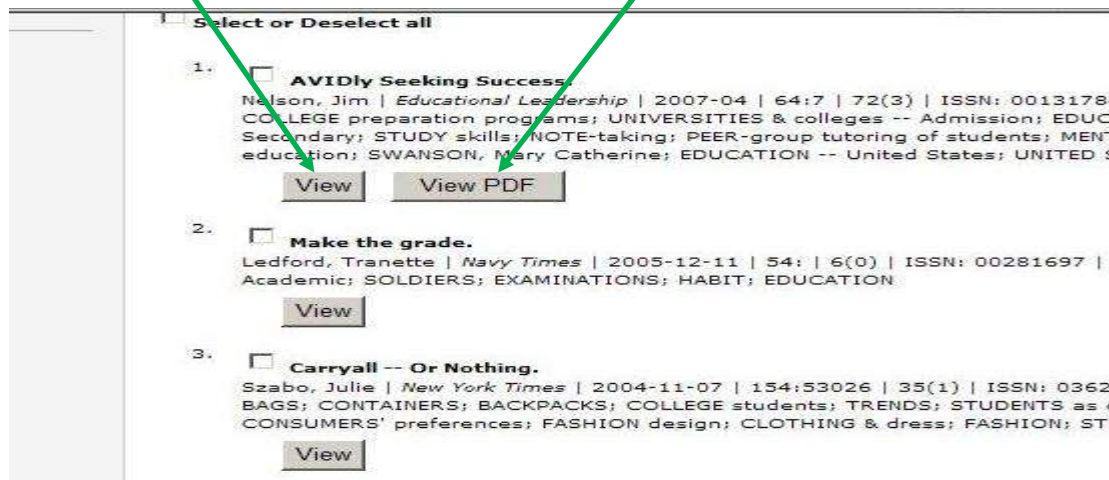 Select or Deselect all
1.
AVIDly Seeking Success.
Nelson, Jim | Educational Leadership | 2007-04 | 64:7 | 72(3) | ISSN: 0013178
COLLEGE preparation programs; UNIVERSITIES & colleges -- Admission; EDUC
Secondary; STUDY skills; NOTE-taking; PEER-group tutoring of students; MENT
education; SWANSON, Mary Catherine; EDUCATION -- United States; UNITED S
View View PDF
2.
Make the grade.
Ledford, Tranette | Navy Times | 2005-12-11 | 54: | 6(0) | ISSN: 00281697 |
Academic; SOLDIERS; EXAMINATIONS; HABIT; EDUCATION
View
3.
Carryall -- Or Nothing.
Szabo, Julie | New York Times | 2004-11-07 | 154:53026 | 35(1) | ISSN: 0362
BAGS; CONTAINERS; BACKPACKS; COLLEGE students; TRENDS; STUDENTS as
CONSUMERS' preferences; FASHION design; CLOTHING & dress; FASHION; ST
View